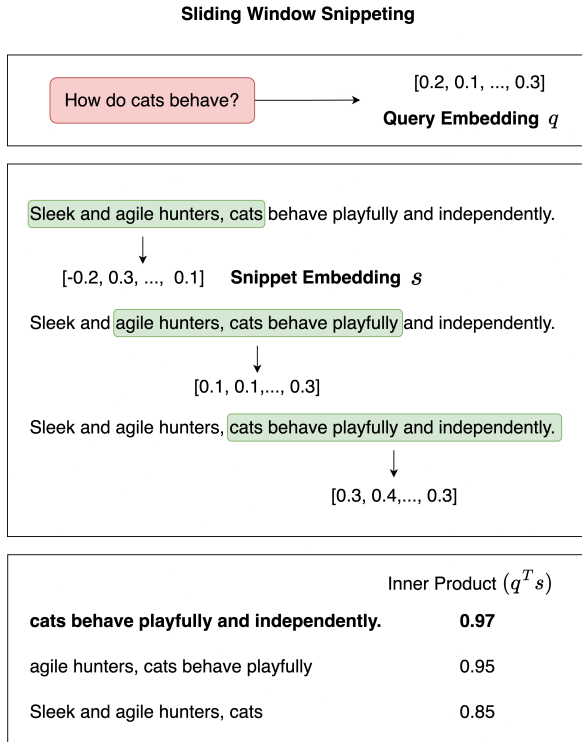 Sliding Window Snippeting
How do cats behave?
[0.2, 0.1, ..., 0.3]
Query Embedding q
Sleek and agile hunters, cats behave playfully and independently.
[-0.2, 0.3, ..., 0.1] Snippet Embedding s
Sleek and agile hunters, cats behave playfully and independently.
[0.1, 0.1,..., 0.3]
Sleek and agile hunters, cats behave playfully and independently.
[0.3, 0.4,..., 0.3]
Inner Product (q^T s)
cats behave playfully and independently. 0.97
agile hunters, cats behave playfully 0.95
Sleek and agile hunters, cats 0.85